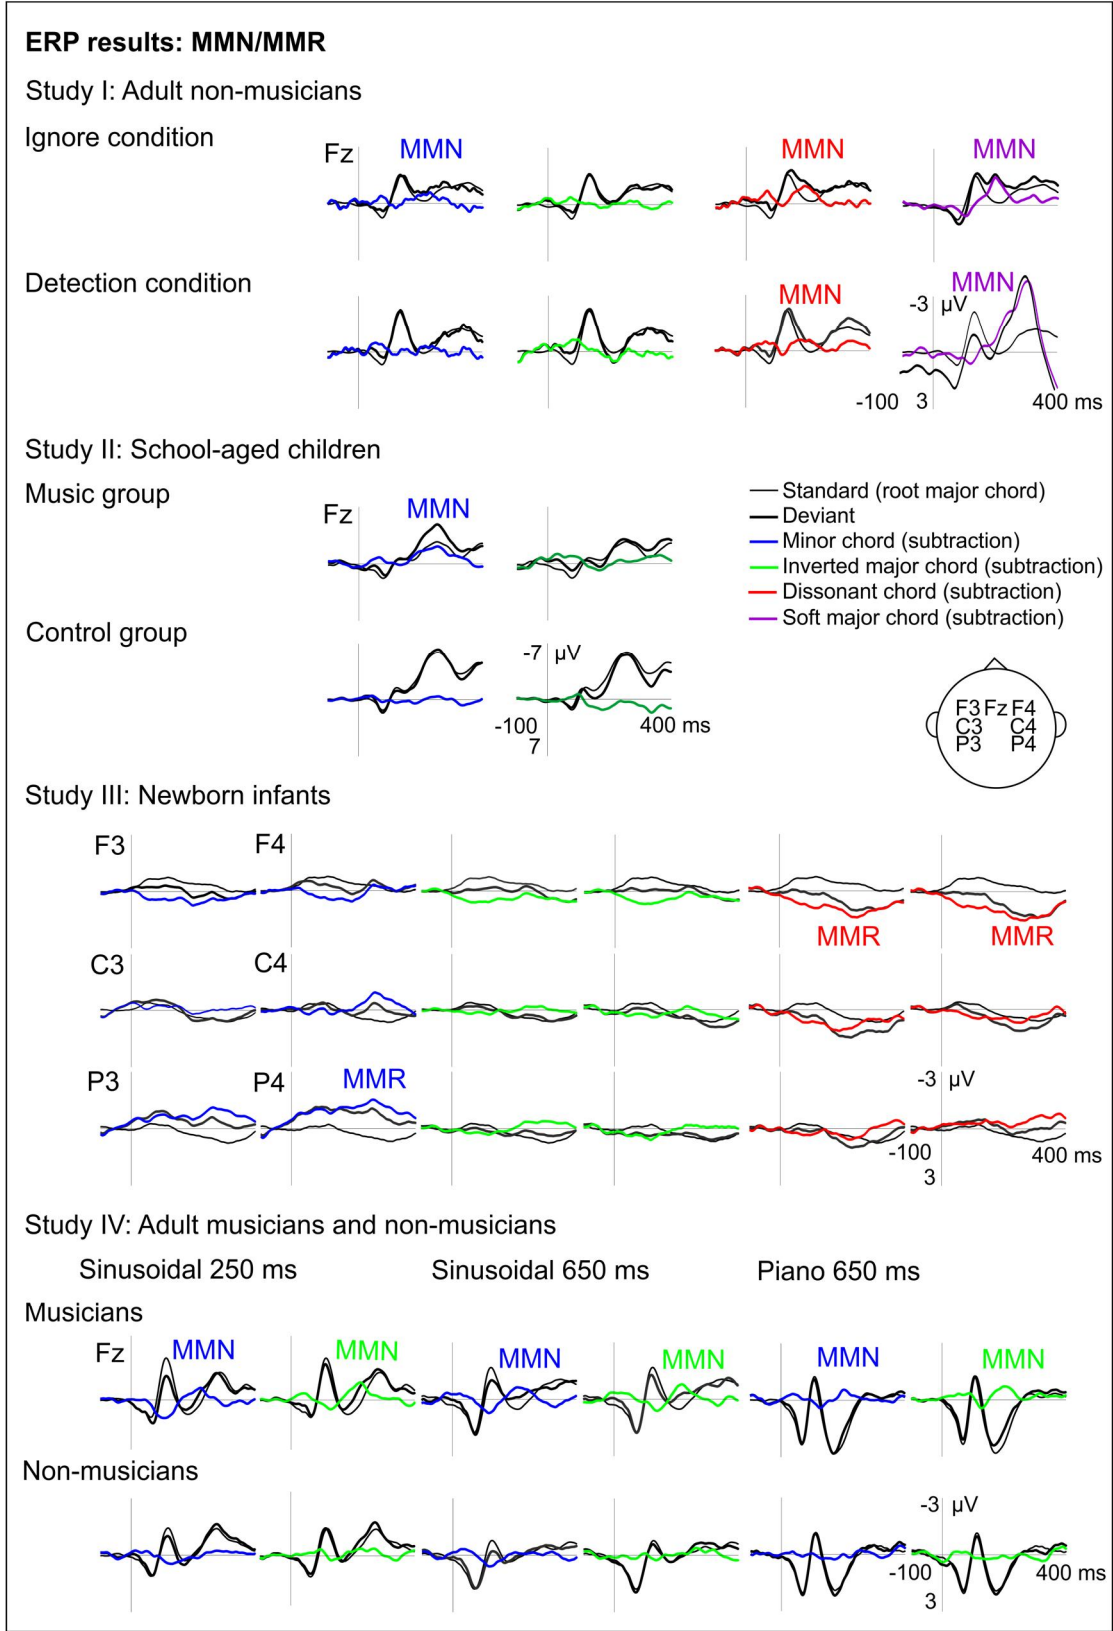 ERP results: MMN/MMR
Study I: Adult non-musicians
Ignore condition
Fz MMN MMN MMN
Detection condition
MMN MMN
-3 µV
-100 3 400 ms
Study II: School-aged children
Music group
Fz MMN
Standard (root major chord)
Deviant
Minor chord (subtraction)
Inverted major chord (subtraction)
Dissonant chord (subtraction)
Soft major chord (subtraction)
Control group
-7 µV
-100 400 ms
7
F3 Fz F4
C3 C4
P3 P4
Study III: Newborn infants
F3 F4
MMR MMR
C3 C4
P3 P4 MMR
-3 µV
-100 400 ms
3
Study IV: Adult musicians and non-musicians
Sinusoidal 250 ms Sinusoidal 650 ms Piano 650 ms
Musicians
Fz MMN MMN MMN MMN MMN MMN
Non-musicians
-3 µV
-100 400 ms
3